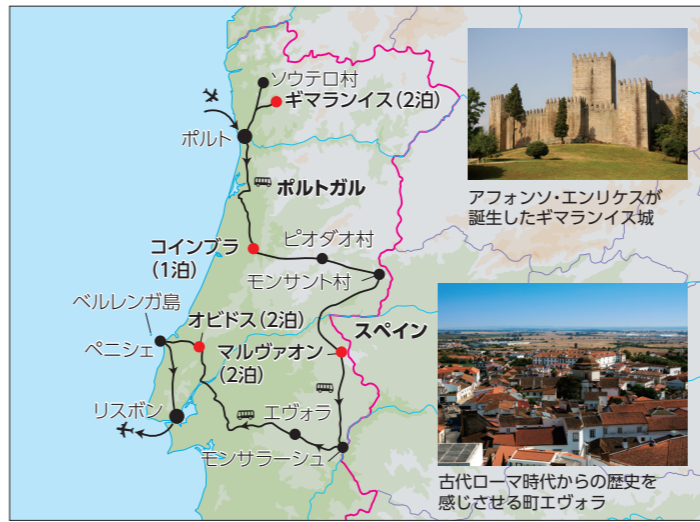 ソウテロ村
ギマランイス(2泊)
ポルト
ポルトガル
コインブラ
(1泊)
ピオダオ村
モンサント村
ベルレンガ島
オビドス(2泊)
スペイン
ペニシェ
マルヴァオン
(2泊)
リスボン
エヴォラ
モンサラーシュ
アフォンソ・エンリケスが
誕生したギマランイス城
古代ローマ時代からの歴史を
感じさせる町エヴォラ